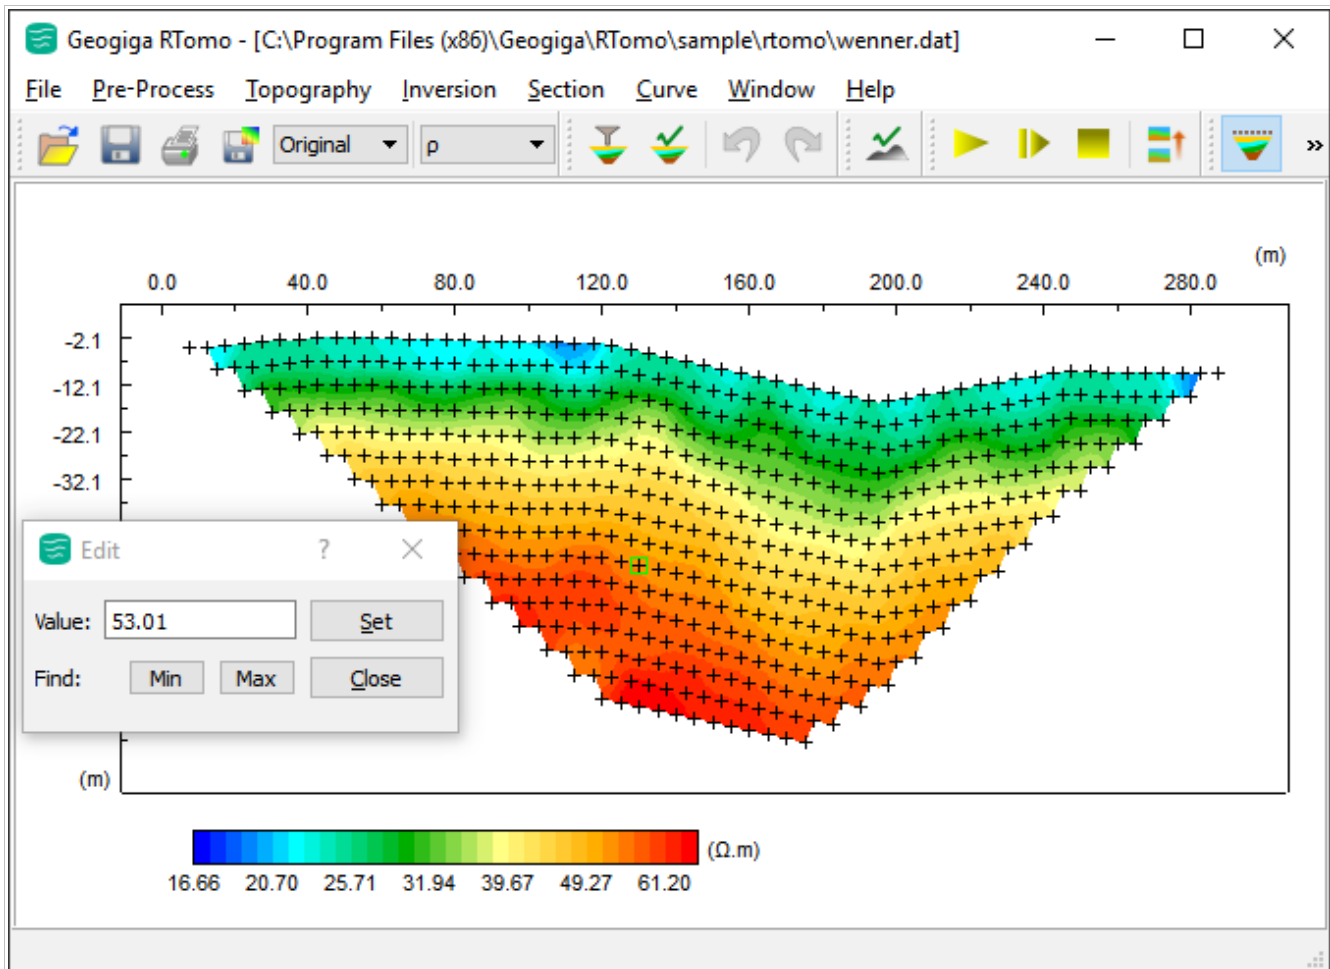 Geogiga RTomo - [C:\Program Files (x86)\Geogiga\RTomo\sample\rtomo\wenner.dat]
File Pre-Process Topography Inversion Section Curve Window Help
Original ρ »
(m)
0.0 40.0 80.0 120.0 160.0 200.0 240.0 280.0
-2.1
-12.1
-22.1
-32.1
Edit ?
Value: 53.01 Set
Find: Min Max Close
(m)
(Ω.m)
16.66 20.70 25.71 31.94 39.67 49.27 61.20